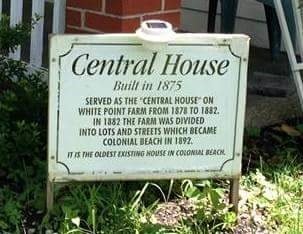 Central House
Built in 1875
SERVED AS THE "CENTRAL HOUSE" ON
WHITE POINT FARM FROM 1878 TO 1882.
IN 1882 THE FARM WAS DIVIDED
INTO LOTS AND STREETS WHICH BECAME
COLONIAL BEACH IN 1892.
IT IS THE OLDEST EXISTING HOUSE IN COLONIAL BEACH.